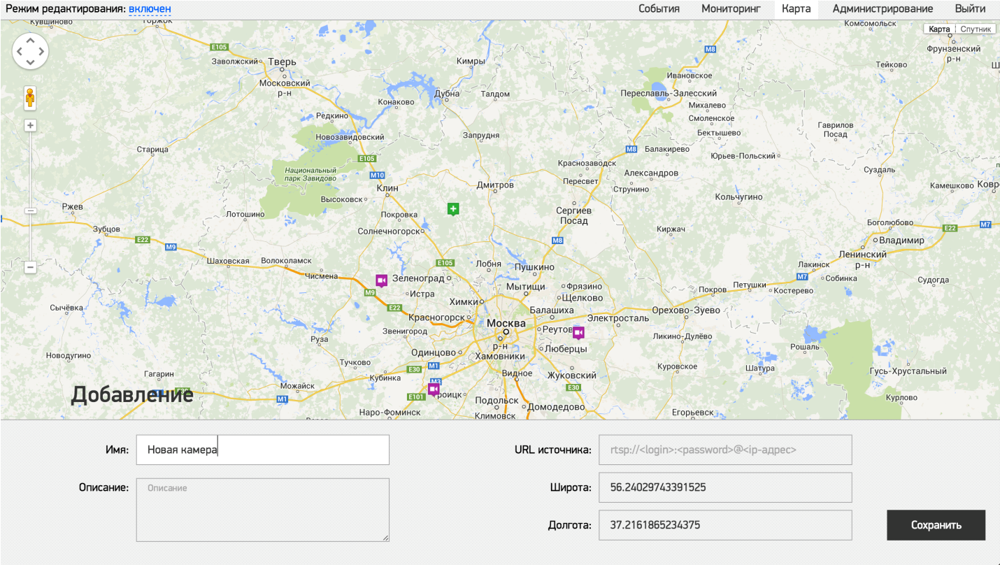 Режим редактирования: включен
События Мониторинг Карта Администрирование Выйти
Кувшиново
Торжок
Комсомольск
Карта Спутник
E105
M8
Фрунзенский
р-н
Заволжский
Тверь
Кимры
Тейково
Московский
р-н
Ивановское
Дубна
Талдом
Переславль-Залесский
Конаково
Михалево
Редкино
Смоленское
Гаврилов
Посад
Новозавидовский
Запрудня
Бектышево
Старица
M8
Балакирево
E105
Юрьев-Польский
Национальный
парк Завидово
M10
Краснозаводск
Александров
Суздаль
Клин
Дмитров
Пересвет
Струнино
Камешково
Ковр
Высоковск
Кольчугино
Ржев
Лотошино
Покровка
Сергиев
Посад
Зубцов
Солнечногорск
Киржач
Боголюбово
E22
M7
E22
M9
M8
Владимир
Шаховская
Волоколамск
E105
Лобня
Пушкино
Ленинский
р-н
Лакинск
Чисмена
Зеленоград
M7
Собинка
Судогда
Мытищи
Фрязино
Покров
Петушки
Костерево
M9
Истра
Щелково
Сычёвка
E22
Химки
Балашиха
Орехово-Зуево
Красногорск
Электросталь
Москва
Реутов
Звенигород
Ликино-Дулёво
Руза
р-н
Хамовники
Люберцы
Рошаль
Новодугино
Одинцово
Тучково
M1
Куровское
Шатура
Гусь-Хрустальный
Гагарин
E30
Видное
Жуковский
Кубинка
M3
E30
Можайск
Добавление
M1
E30
M1
E101
Троицк
Подольск
Домодедово
Курлово
Наро-Фоминск
Климовск
Егорьевск
Имя: Новая камера
URL источника: rtsp://<login>:<password>@<ip-адрес>
Описание: Описание
Широта: 56.24029743391525
Долгота: 37.2161865234375
Сохранить